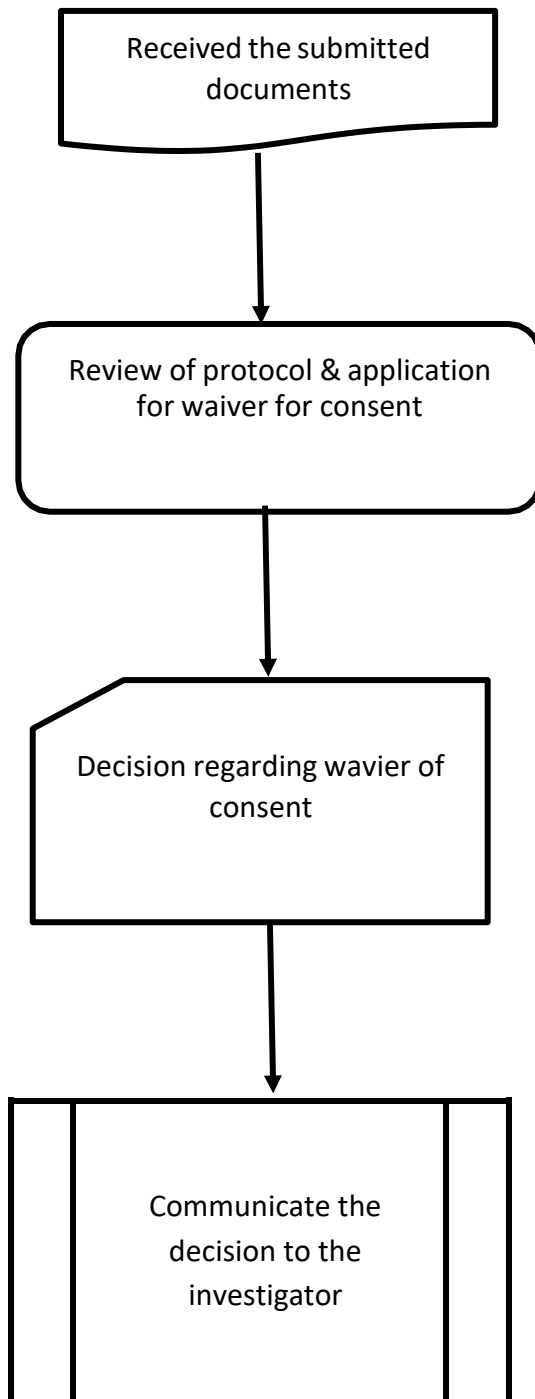 Received the submitted
documents
Review of protocol & application
for waiver for consent
Decision regarding wavier of
consent
Communicate the
decision to the
investigator